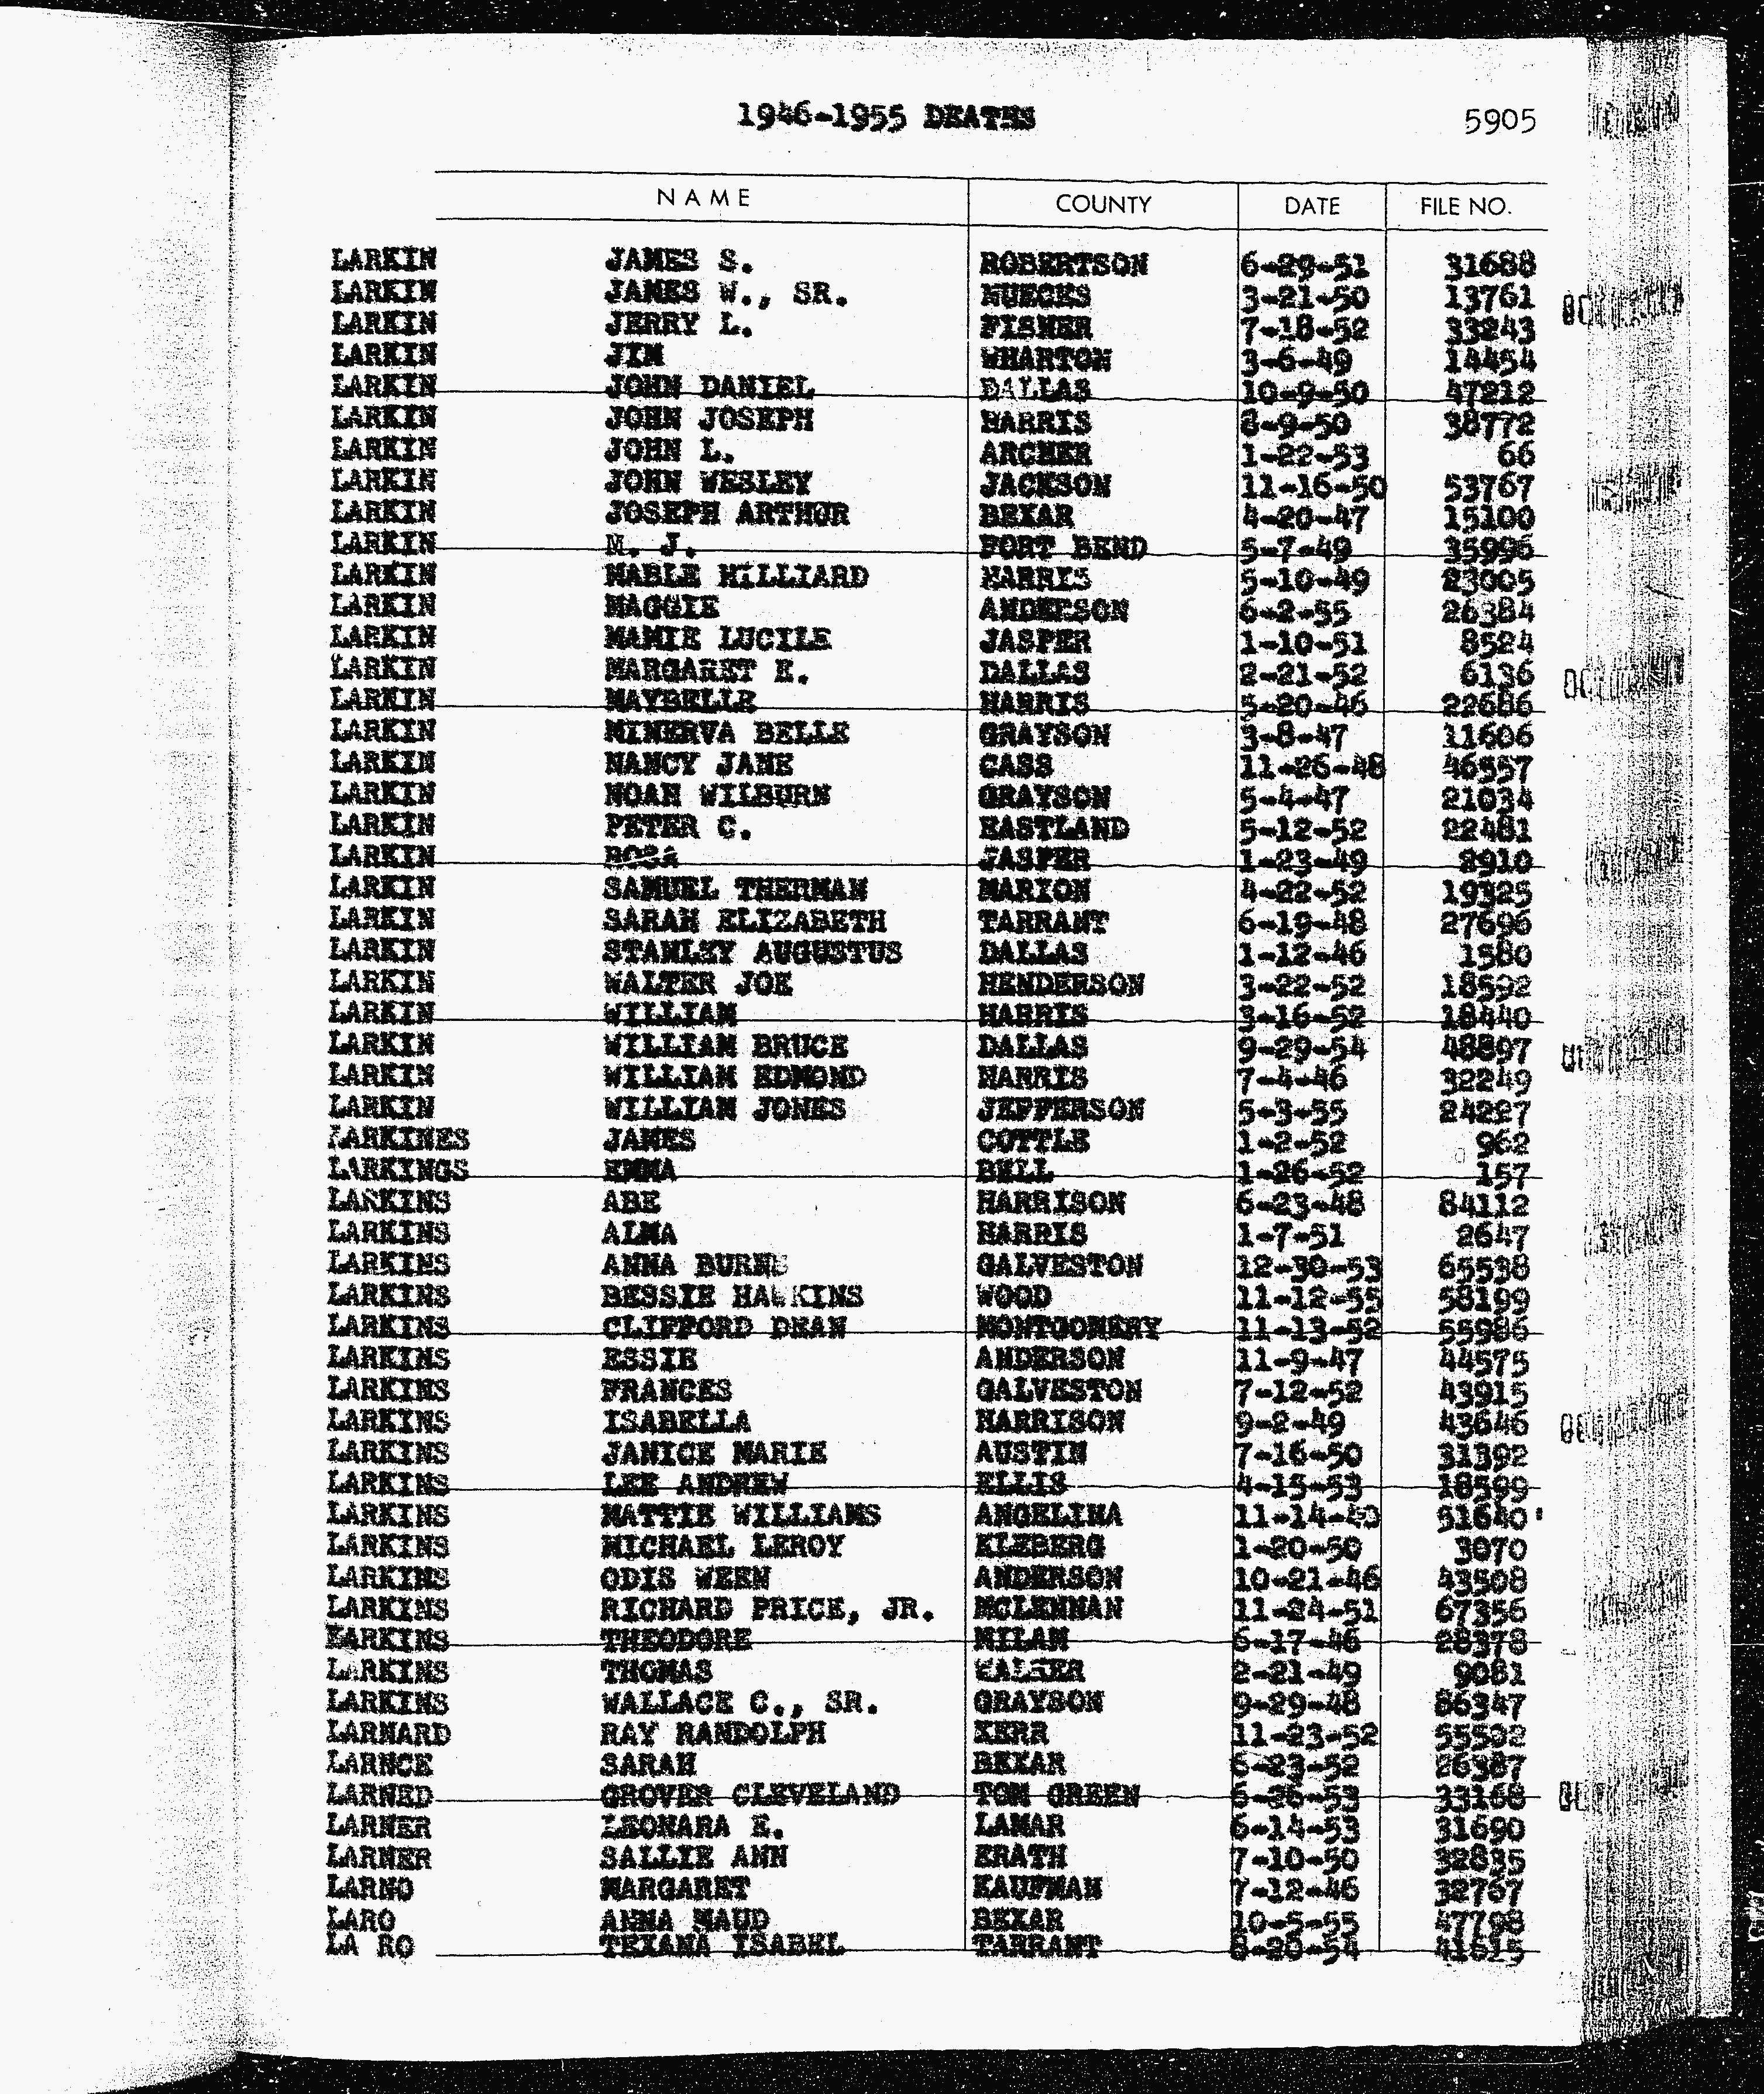 1946-1955 DEATHS 5905
NAME COUNTY DATE FILE NO.
LARKIN JAMES S. ROBERTSON 6-29-51 31688
LARKIN JAMES W., SR. NUECES 3-21-50 13761
LARKIN JERRY L. FISHER 7-18-52 33243
LARKIN JIM WHARTON 3-6-49 14454
LARKIN JOHN DANIEL DALLAS 10-9-50 47212
LARKIN JOHN JOSEPH HARRIS 8-9-50 38772
LARKIN JOHN L. ARCHER 1-22-53 66
LARKIN JOHN WESLEY JACKSON 11-16-50 53767
LARKIN JOSEPH ARTHUR BEXAR 4-20-47 15100
LARKIN M. J. FORT BEND 5-7-49 35996
LARKIN MABLE HILLIARD HARRIS 5-10-49 23005
LARKIN MAGGIE ANDERSON 6-2-55 26384
LARKIN MAMIE LUCILE JASPER 1-10-51 8524
LARKIN MARGARET E. DALLAS 2-21-52 6136
LARKIN MAYBELLE HARRIS 5-20-46 22686
LARKIN MINERVA BELLE GRAYSON 3-8-47 11606
LARKIN NANCY JANE CASS 11-26-48 46557
LARKIN NOAH WILBURN GRAYSON 5-4-47 21034
LARKIN PETER C. EASTLAND 5-12-52 22481
LARKIN ROSA JASPER 1-23-49 2910
LARKIN SAMUEL THERMAN MARION 4-22-52 19325
LARKIN SARAH ELIZABETH TARRANT 6-19-48 27696
LARKIN STANLEY AUGUSTUS DALLAS 1-12-46 1580
LARKIN WALTER JOE HENDERSON 3-22-52 18592
LARKIN WILLIAM HARRIS 3-16-52 18440
LARKIN WILLIAM BRUCE DALLAS 9-29-54 48897
LARKIN WILLIAM EDMOND HARRIS 7-4-46 32249
LARKIN WILLIAM JONES JEFFERSON 5-3-55 24227
LARKINES JAMES COTTLE 1-2-52 962
LARKINGS EMMA BELL 1-26-52 157
LARKINS ABE HARRISON 6-23-48 84112
LARKINS ALMA HARRIS 1-7-51 2647
LARKINS ANNA BURNS GALVESTON 12-30-53 65538
LARKINS BESSIE HAWKINS WOOD 11-12-55 58199
LARKINS CLIFFORD DEAN MONTGOMERY 11-13-52 55986
LARKINS ESSIE ANDERSON 11-9-47 44575
LARKINS FRANCES GALVESTON 7-12-52 43915
LARKINS ISABELLA HARRISON 9-2-49 43646
LARKINS JANICE MARIE AUSTIN 7-16-50 31392
LARKINS LEE ANDREW ELLIS 4-15-53 18599
LARKINS MATTIE WILLIAMS ANGELINA 51640
LARKINS MICHAEL LEROY KLEBERG 1-20-50 3070
LARKINS ODIS WEEN ANDERSON 10-21-46 43508
LARKINS RICHARD PRICE, JR. MCLENNAN 11-24-51 67356
LARKINS THEODORE MILAM 6-17-46 28378
LARKINS THOMAS WALKER 2-21-49 9081
LARKINS WALLACE C., SR. GRAYSON 9-29-48 86347
LARNARD RAY RANDOLPH KERR 11-23-52 55592
LARNCE SARAH BEXAR 6-23-52 26387
LARNED GROVER CLEVELAND TOM GREEN 6-26-53 33168
LARNER LEONARA E. LAMAR 6-14-53 31690
LARNER SALLIE ANN ERATH 7-10-50 32835
LARNO MARGARET KAUFMAN 7-12-46 32767
LARO ANNA MAUD BEXAR 10-5-55 47798
LA RO TEXANA ISABEL TARRANT 8-20-54